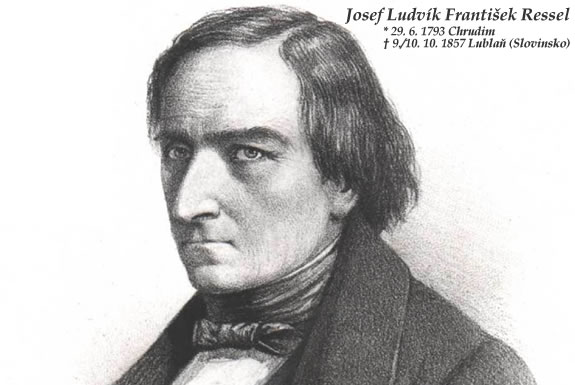 Josef Ludvík František Ressel
* 29. 6. 1793 Chrudim
† 9./10. 10. 1857 Lublaň (Slovinsko)